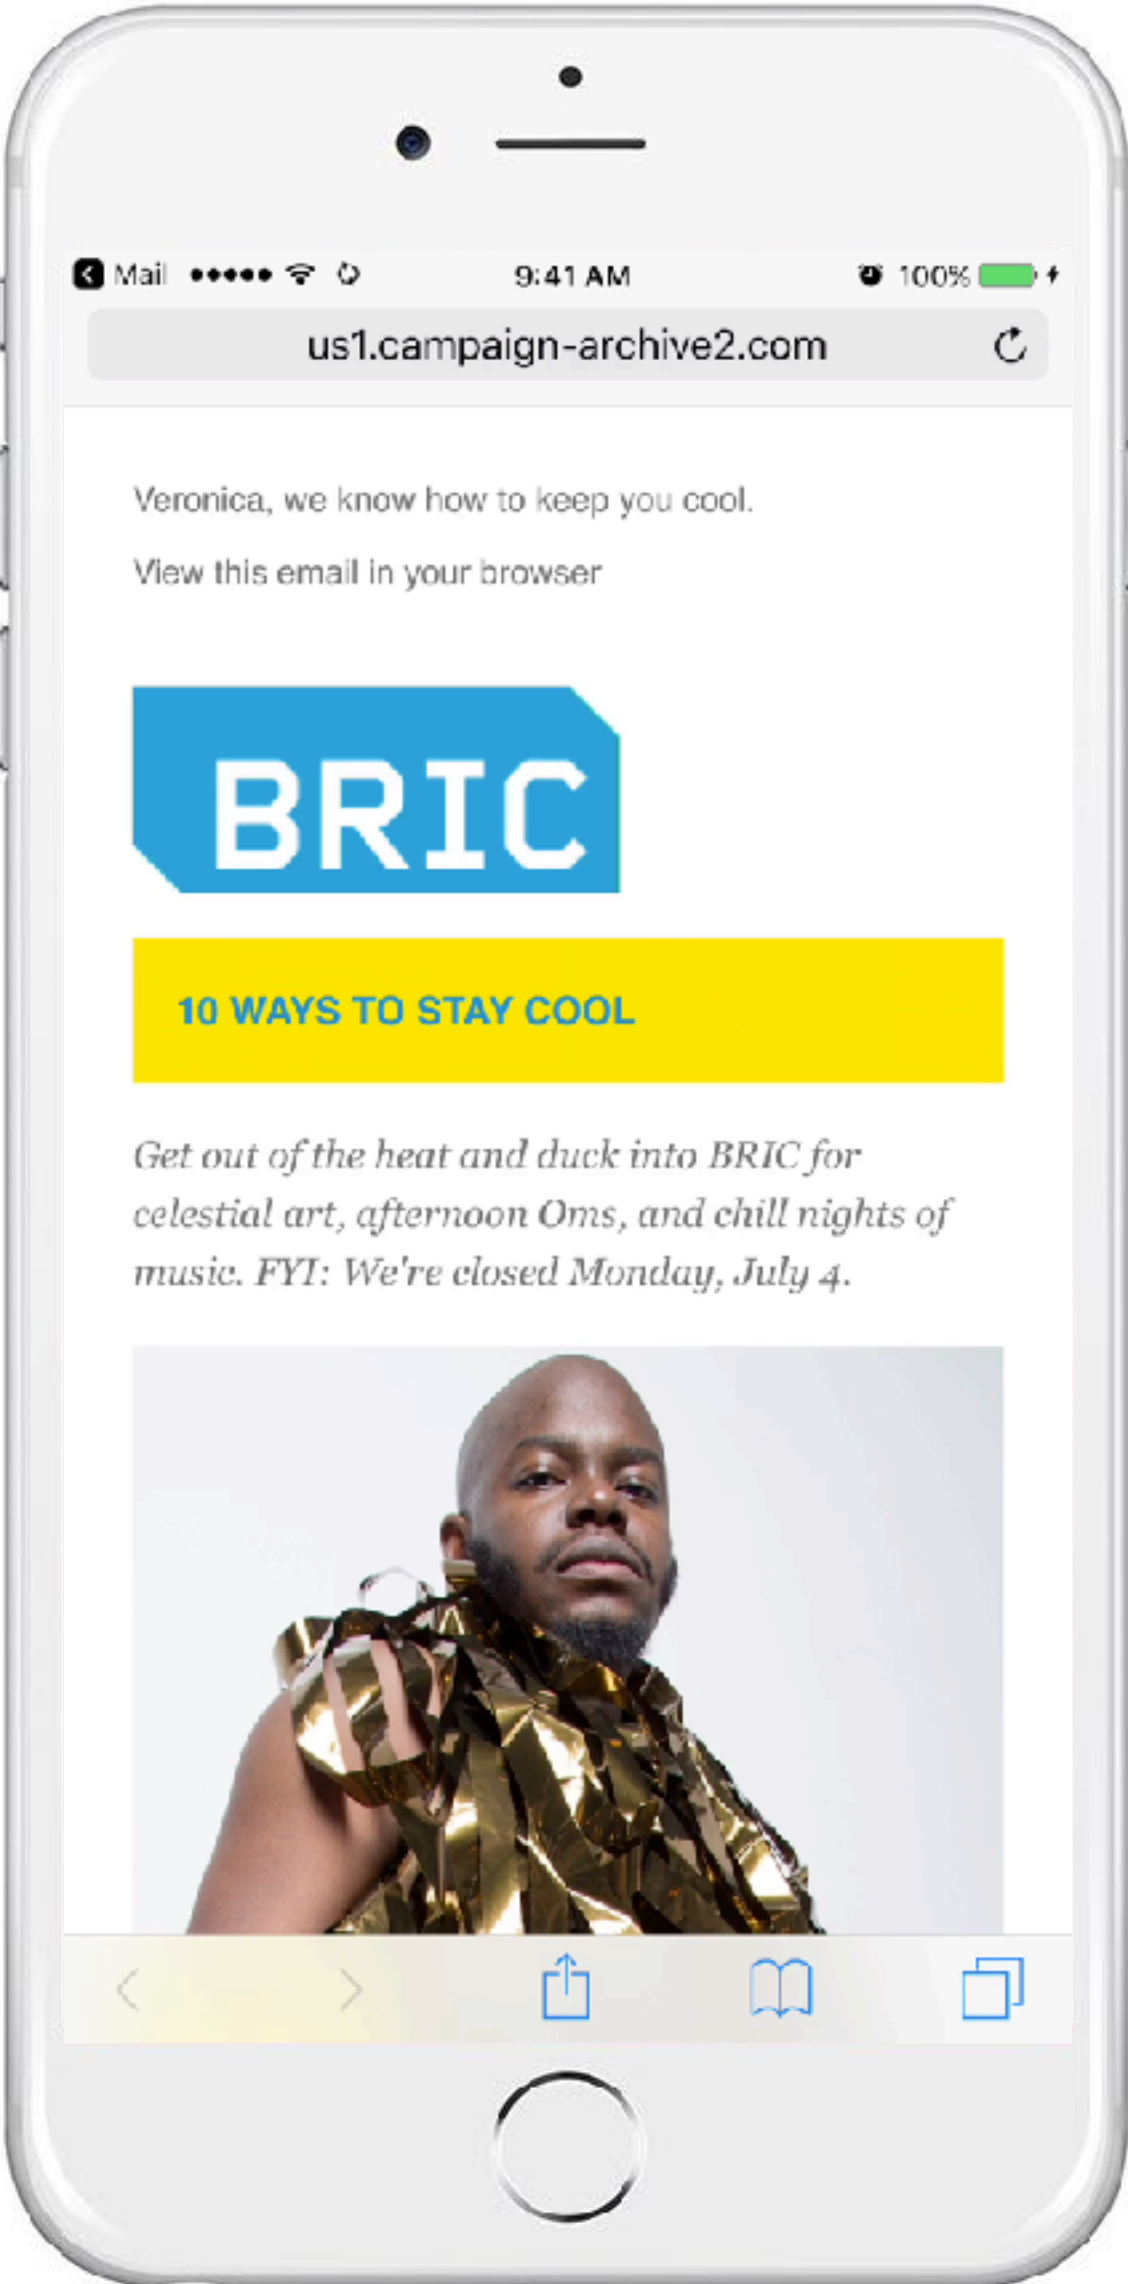 Mail 9:41 AM 100%
us1.campaign-archive2.com
Veronica, we know how to keep you cool.
View this email in your browser
BRIC
10 WAYS TO STAY COOL
Get out of the heat and duck into BRIC for
celestial art, afternoon Oms, and chill nights of
music. FYI: We're closed Monday, July 4.